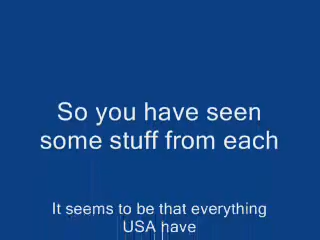 So you have seen
some stuff from each
It seems to be that everything
USA have